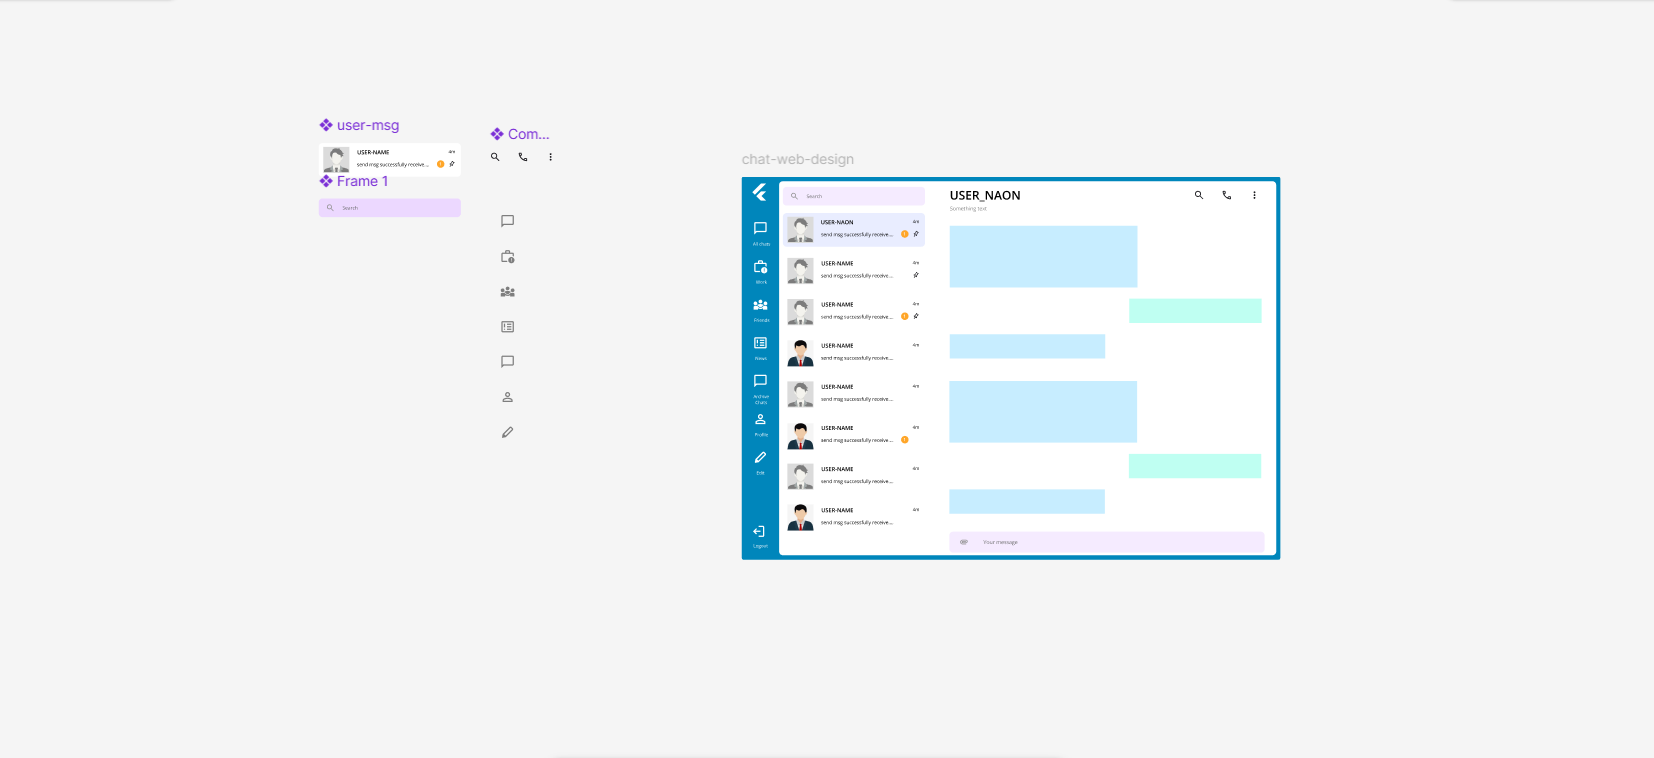 user-msg
USER-NAME
4m
send msg successfully receive...
!
Frame 1
Search
Com...
chat-web-design
All chats
Work
Friends
News
Archive
Chats
Profile
Edit
Logout
Search
USER-NAON
4m
send msg successfully receive...
!
USER-NAME
4m
send msg successfully receive...
USER-NAME
4m
send msg successfully receive...
!
USER-NAME
4m
send msg successfully receive...
USER-NAME
4m
send msg successfully receive...
USER-NAME
4m
send msg successfully receive...
!
USER-NAME
4m
send msg successfully receive...
USER-NAME
4m
send msg successfully receive...
USER_NAON
Something text
Your message